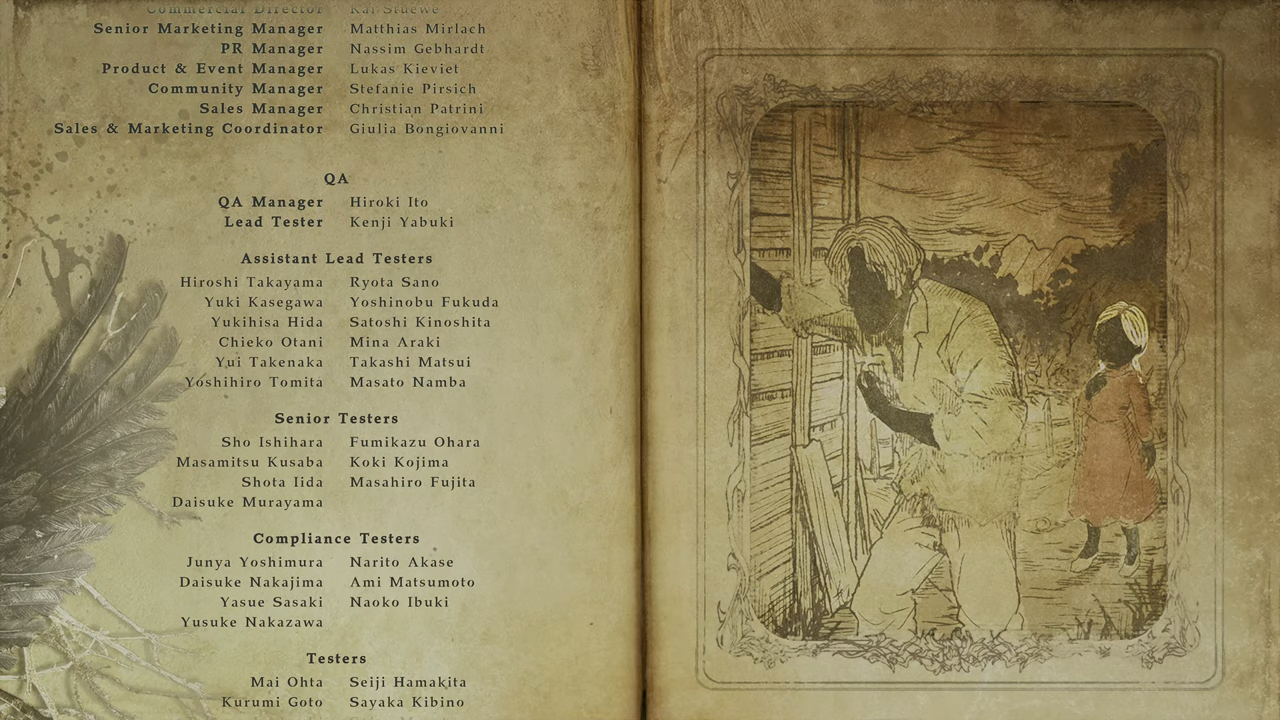 Commercial Director Kai Stuewe
Senior Marketing Manager Matthias Mirlach
PR Manager Nassim Gebhardt
Product & Event Manager Lukas Kieviet
Community Manager Stefanie Pirsich
Sales Manager Christian Patrini
Sales & Marketing Coordinator Giulia Bongiovanni
QA
QA Manager Hiroki Ito
Lead Tester Kenji Yabuki
Assistant Lead Testers
Hiroshi Takayama Ryota Sano
Yuki Kasegawa Yoshinobu Fukuda
Yukihisa Hida Satoshi Kinoshita
Chieko Otani Mina Araki
Yui Takenaka Takashi Matsui
Yoshihiro Tomita Masato Namba
Senior Testers
Sho Ishihara Fumikazu Ohara
Masamitsu Kusaba Koki Kojima
Shota Iida Masahiro Fujita
Daisuke Murayama
Compliance Testers
Junya Yoshimura Narito Akase
Daisuke Nakajima Ami Matsumoto
Yasue Sasaki Naoko Ibuki
Yusuke Nakazawa
Testers
Mai Ohta Seiji Hamakita
Kurumi Goto Sayaka Kibino